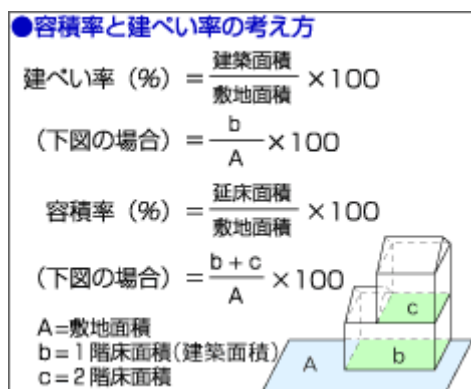 ●容積率と建ぺい率の考え方
建ぺい率（%）＝建築面積/敷地面積×100
（下図の場合）＝b/A×100
容積率（%）＝延床面積/敷地面積×100
（下図の場合）＝b+c/A×100
A＝敷地面積
b＝1階床面積(建築面積)
c＝2階床面積
c
A
b